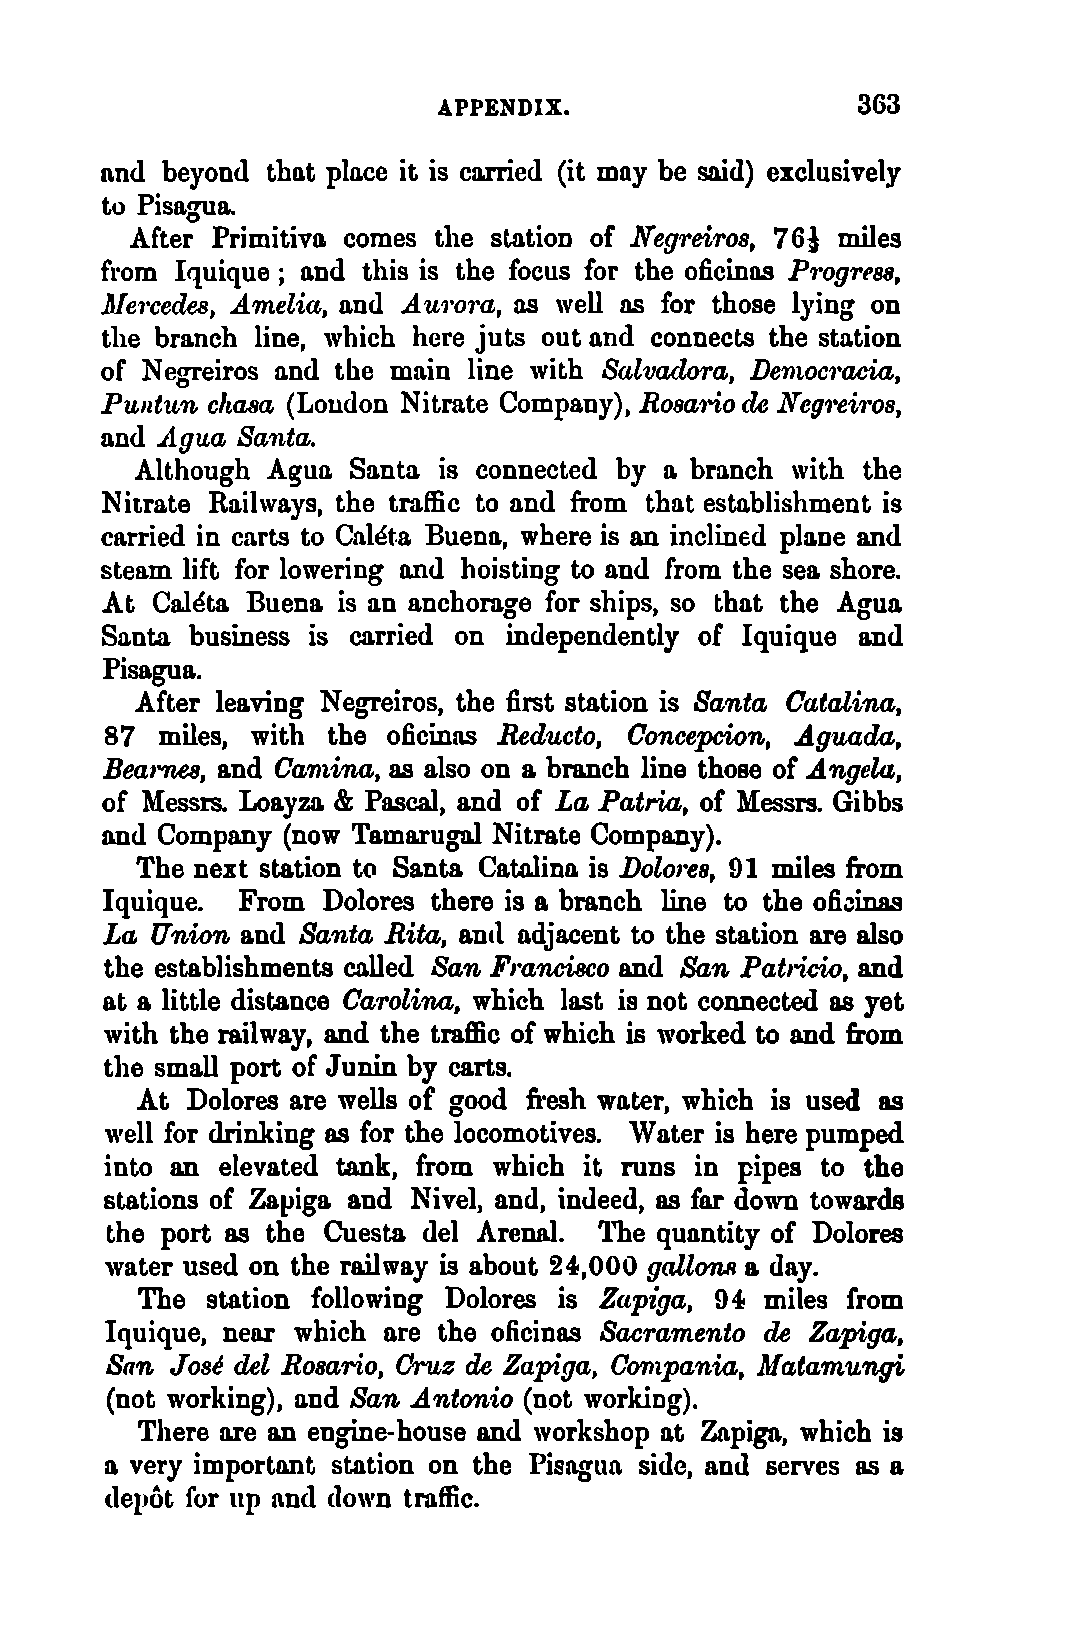 APPENDIX. 363
and beyond that place it is carried (it may be said) exclusively
to Pisagua.
After Primitiva comes the station of Negreiros, 76½ miles
from Iquique; and this is the focus for the oficinas Progress,
Mercedes, Amelia, and Aurora, as well as for those lying on
the branch line, which here juts out and connects the station
of Negreiros and the main line with Salvadora, Democracia,
Puntun chasa (London Nitrate Company), Rosario de Negreiros,
and Agua Santa.
Although Agua Santa is connected by a branch with the
Nitrate Railways, the traffic to and from that establishment is
carried in carts to Caléta Buena, where is an inclined plane and
steam lift for lowering and hoisting to and from the sea shore.
At Caléta Buena is an anchorage for ships, so that the Agua
Santa business is carried on independently of Iquique and
Pisagua.
After leaving Negreiros, the first station is Santa Catalina,
87 miles, with the oficinas Reducto, Concepcion, Aguada,
Bearnes, and Camina, as also on a branch line those of Angela,
of Messrs. Loayza & Pascal, and of La Patria, of Messrs. Gibbs
and Company (now Tamarugal Nitrate Company).
The next station to Santa Catalina is Dolores, 91 miles from
Iquique. From Dolores there is a branch line to the oficinas
La Union and Santa Rita, and adjacent to the station are also
the establishments called San Francisco and San Patricio, and
at a little distance Carolina, which last is not connected as yet
with the railway, and the traffic of which is worked to and from
the small port of Junin by carts.
At Dolores are wells of good fresh water, which is used as
well for drinking as for the locomotives. Water is here pumped
into an elevated tank, from which it runs in pipes to the
stations of Zapiga and Nivel, and, indeed, as far down towards
the port as the Cuesta del Arenal. The quantity of Dolores
water used on the railway is about 24,000 gallons a day.
The station following Dolores is Zapiga, 94 miles from
Iquique, near which are the oficinas Sacramento de Zapiga,
San José del Rosario, Cruz de Zapiga, Compania, Matamungi
(not working), and San Antonio (not working).
There are an engine-house and workshop at Zapiga, which is
a very important station on the Pisagua side, and serves as a
depôt for up and down traffic.